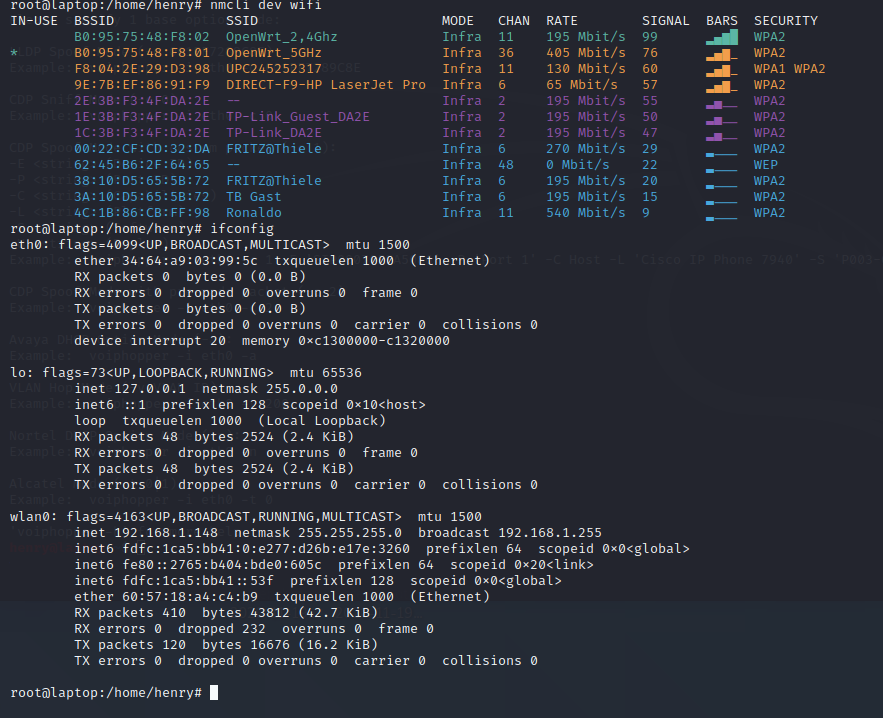 root@laptop:/home/henry# nmcli dev wifi
IN-USE  BSSID              SSID                      MODE   CHAN  RATE        SIGNAL  BARS  SECURITY
        B0:95:75:48:F8:02  OpenWrt_2,4Ghz            Infra  11    195 Mbit/s  99      ▂▄▆█  WPA2
*       B0:95:75:48:F8:01  OpenWrt_5GHz              Infra  36    405 Mbit/s  76      ▂▄▆_  WPA2
        F8:04:2E:29:D3:98  UPC245252317              Infra  11    130 Mbit/s  60      ▂▄▆_  WPA1 WPA2
        9E:7B:EF:86:91:F9  DIRECT-F9-HP LaserJet Pro  Infra  6     65 Mbit/s   57      ▂▄▆_  WPA2
        2E:3B:F3:4F:DA:2E  --                        Infra  2     195 Mbit/s  55      ▂▄__  WPA2
        1E:3B:F3:4F:DA:2E  TP-Link_Guest_DA2E        Infra  2     195 Mbit/s  50      ▂▄__  WPA2
        1C:3B:F3:4F:DA:2E  TP-Link_DA2E              Infra  2     195 Mbit/s  47      ▂▄__  WPA2
        00:22:CF:CD:32:DA  FRITZ@Thiele              Infra  6     270 Mbit/s  29      ▂___  WPA2
        62:45:B6:2F:64:65  --                        Infra  48    0 Mbit/s    22      ▂___  WEP
        38:10:D5:65:5B:72  FRITZ@Thiele              Infra  6     195 Mbit/s  20      ▂___  WPA2
        3A:10:D5:65:5B:72  TB Gast                   Infra  6     195 Mbit/s  15      ▂___  WPA2
        4C:1B:86:CB:FF:98  Ronaldo                   Infra  11    540 Mbit/s  9       ▂___  WPA2
root@laptop:/home/henry# ifconfig
eth0: flags=4099<UP,BROADCAST,MULTICAST>  mtu 1500
        ether 34:64:a9:03:99:5c  txqueuelen 1000  (Ethernet)
        RX packets 0  bytes 0 (0.0 B)
        RX errors 0  dropped 0  overruns 0  frame 0
        TX packets 0  bytes 0 (0.0 B)
        TX errors 0  dropped 0 overruns 0  carrier 0  collisions 0
        device interrupt 20  memory 0xc1300000-c1320000

lo: flags=73<UP,LOOPBACK,RUNNING>  mtu 65536
        inet 127.0.0.1  netmask 255.0.0.0
        inet6 ::1  prefixlen 128  scopeid 0x10<host>
        loop  txqueuelen 1000  (Local Loopback)
        RX packets 48  bytes 2524 (2.4 KiB)
        RX errors 0  dropped 0  overruns 0  frame 0
        TX packets 48  bytes 2524 (2.4 KiB)
        TX errors 0  dropped 0 overruns 0  carrier 0  collisions 0

wlan0: flags=4163<UP,BROADCAST,RUNNING,MULTICAST>  mtu 1500
        inet 192.168.1.148  netmask 255.255.255.0  broadcast 192.168.1.255
        inet6 fdfc:1ca5:bb41:0:e277:d26b:e17e:3260  prefixlen 64  scopeid 0x0<global>
        inet6 fe80::2765:b404:bde0:605c  prefixlen 64  scopeid 0x20<link>
        inet6 fdfc:1ca5:bb41::53f  prefixlen 128  scopeid 0x0<global>
        ether 60:57:18:a4:c4:b9  txqueuelen 1000  (Ethernet)
        RX packets 410  bytes 43812 (42.7 KiB)
        RX errors 0  dropped 232  overruns 0  frame 0
        TX packets 120  bytes 16676 (16.2 KiB)
        TX errors 0  dropped 0 overruns 0  carrier 0  collisions 0

root@laptop:/home/henry#